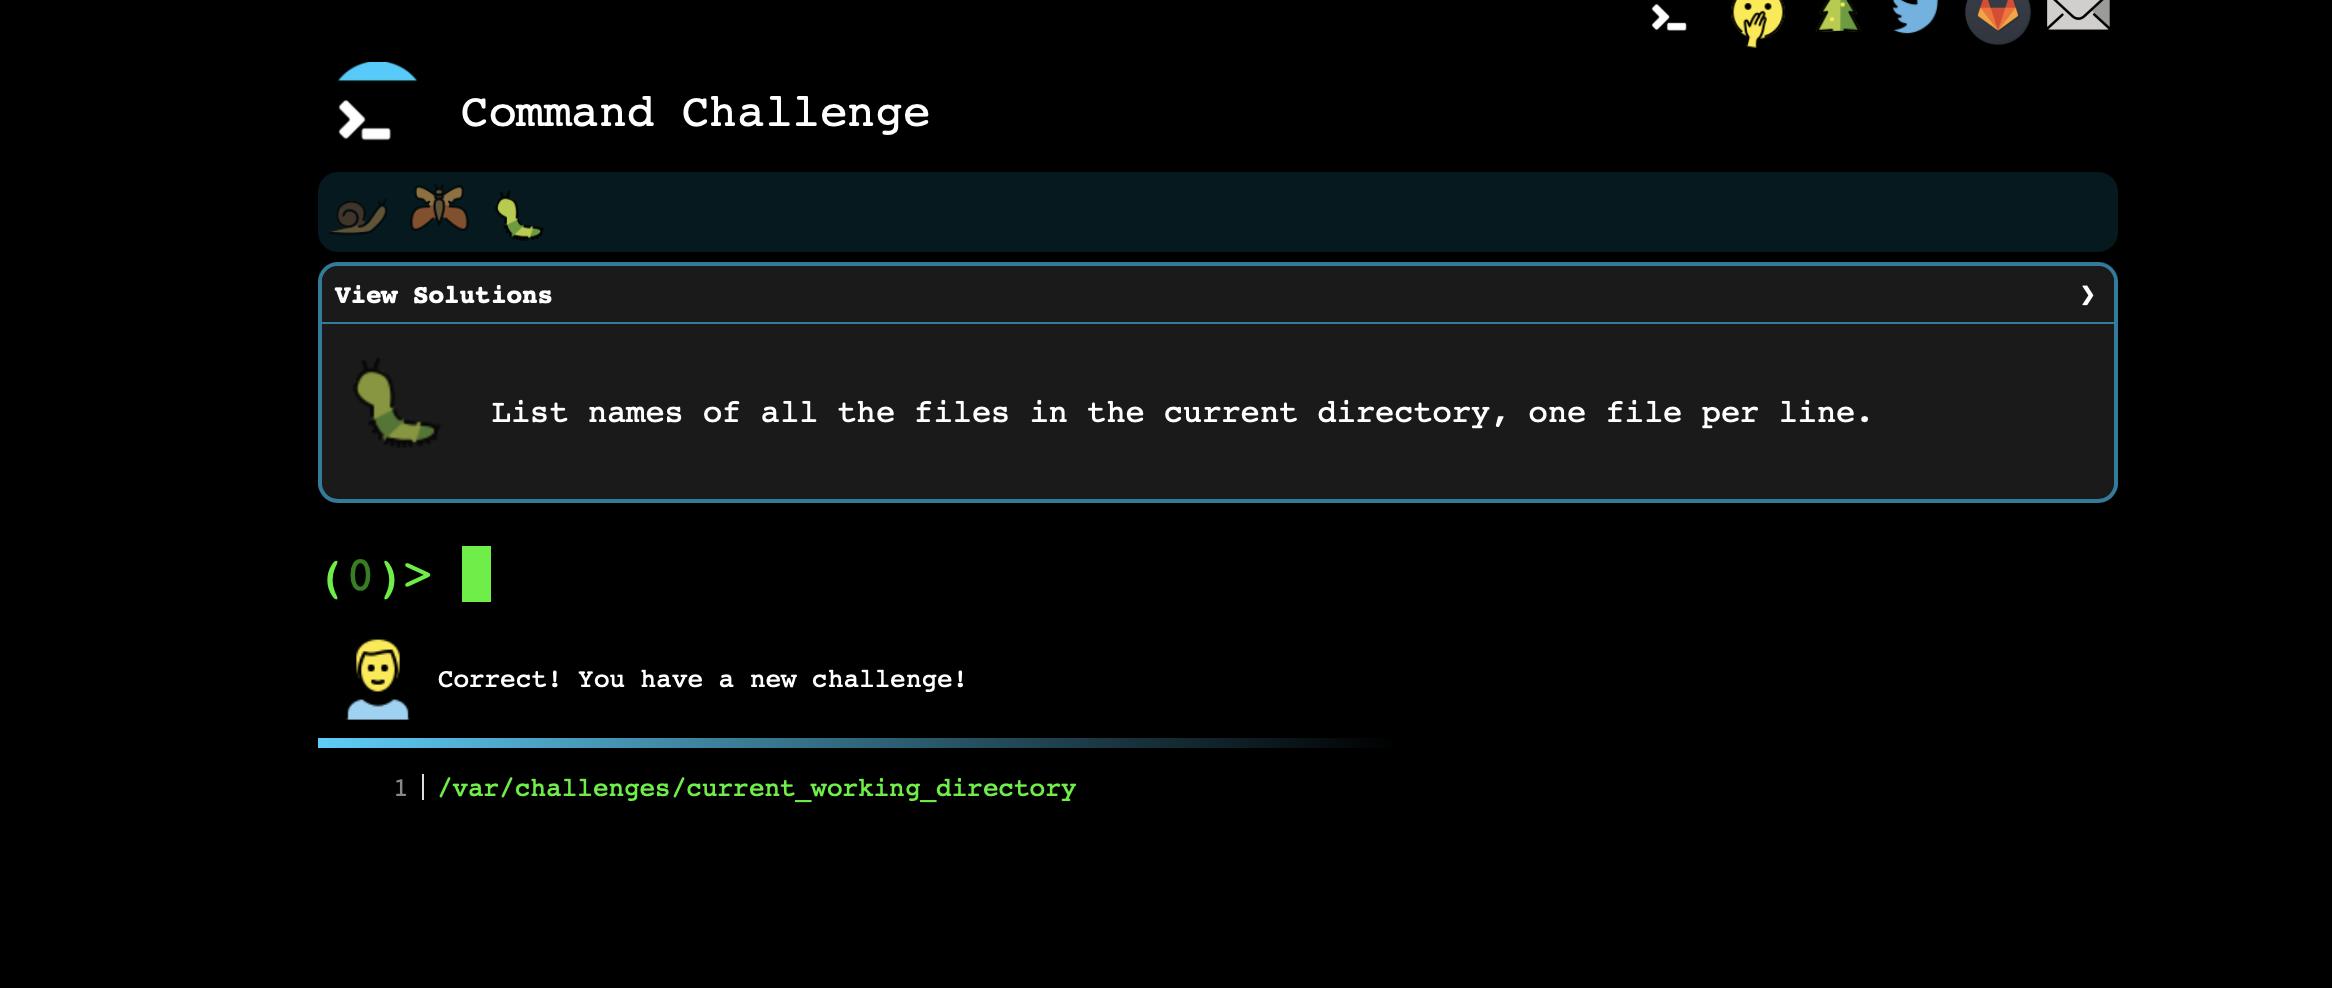 Command Challenge
View Solutions ❯
List names of all the files in the current directory, one file per line.
(0)>
Correct! You have a new challenge!
1 /var/challenges/current_working_directory